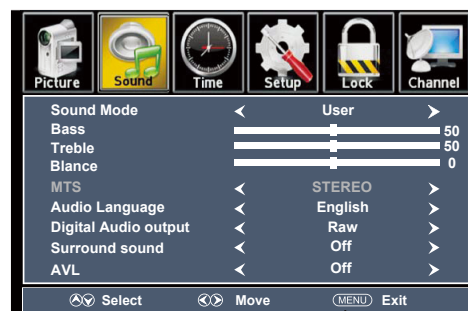 Picture Sound Time Setup Lock Channel
Sound Mode User
Bass 50
Treble 50
Blance 0
MTS STEREO
Audio Language English
Digital Audio output Raw
Surround sound Off
AVL Off
Select Move MENU Exit